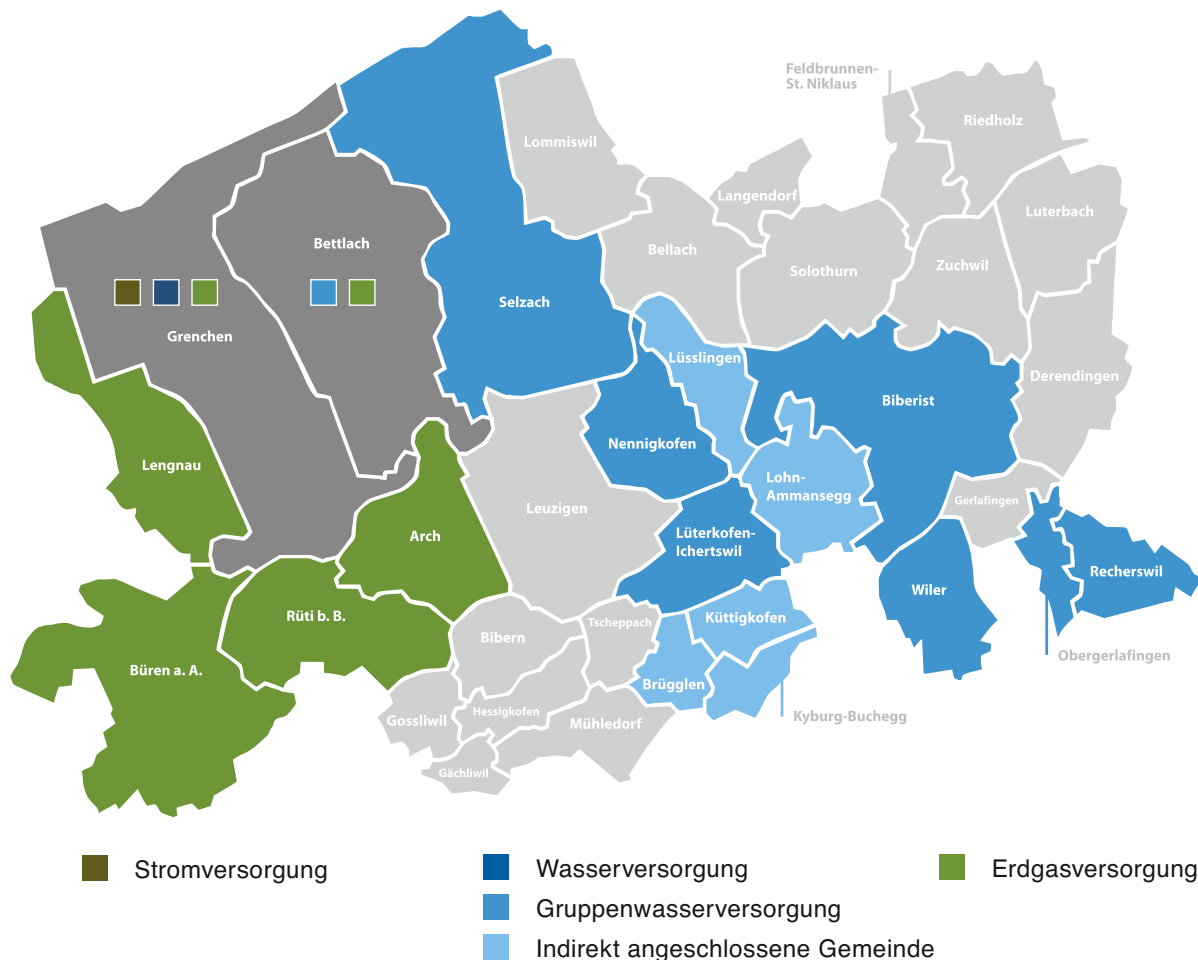 Feldbrunnen-
St. Niklaus
Riedholz
Lommiswil
Langendorf
Luterbach
Bettlach
Bellach
Solothurn
Zuchwil
Selzach
Grenchen
Lüsslingen
Derendingen
Biberist
Nennigkofen
Lengnau
Lohn-
Ammansegg
Gerlafingen
Leuzigen
Arch
Lüterkofen-
Ichertswil
Recherswil
Wiler
Rüti b. B.
Bibern
Tscheppach
Küttigkofen
Obergerlafingen
Büren a. A.
Brügglen
Hessigkofen
Gossliwil
Mühledorf
Kyburg-Buchegg
Gächliwil
Stromversorgung
Wasserversorgung
Erdgasversorgung
Gruppenwasserversorgung
Indirekt angeschlossene Gemeinde